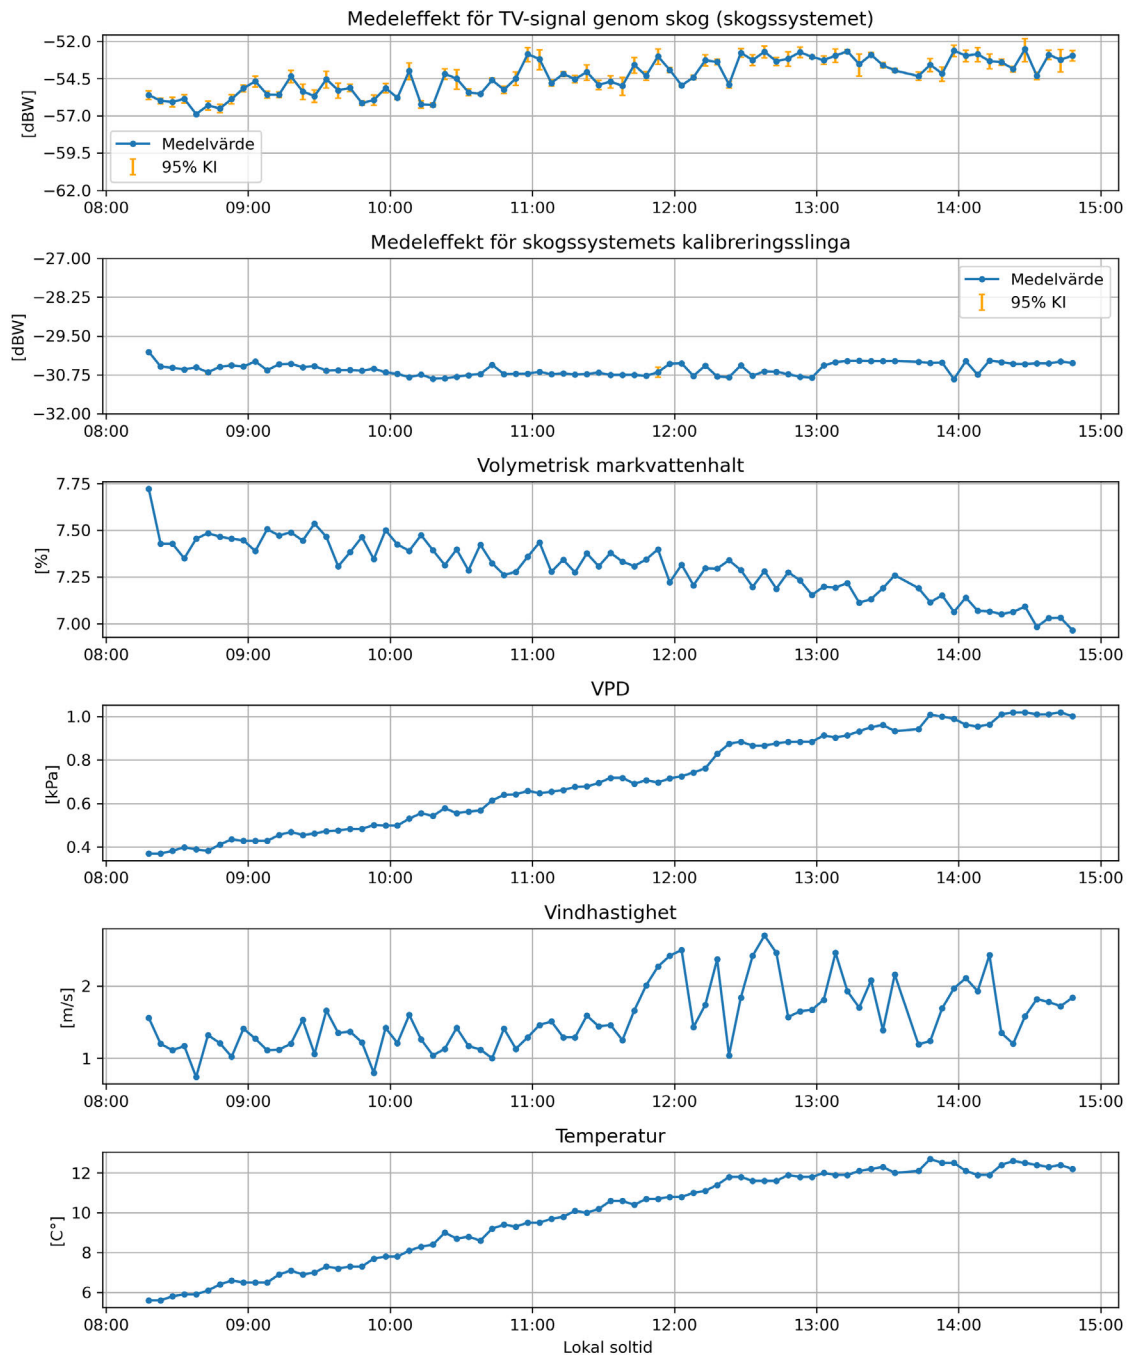 Medeleffekt för TV-signal genom skog (skogssystemet)
−52.0
−54.5
−57.0
−59.5
−62.0
[dBW]
Medelvärde
95% KI
08:00 09:00 10:00 11:00 12:00 13:00 14:00 15:00
Medeleffekt för skogssystemets kalibreringsslinga
−27.00
−28.25
−29.50
−30.75
−32.00
[dBW]
Medelvärde
95% KI
08:00 09:00 10:00 11:00 12:00 13:00 14:00 15:00
Volymetrisk markvattenhalt
7.75
7.50
7.25
7.00
[%]
08:00 09:00 10:00 11:00 12:00 13:00 14:00 15:00
VPD
1.0
0.8
0.6
0.4
[kPa]
08:00 09:00 10:00 11:00 12:00 13:00 14:00 15:00
Vindhastighet
2
1
[m/s]
08:00 09:00 10:00 11:00 12:00 13:00 14:00 15:00
Temperatur
12
10
8
6
[C°]
08:00 09:00 10:00 11:00 12:00 13:00 14:00 15:00
Lokal soltid